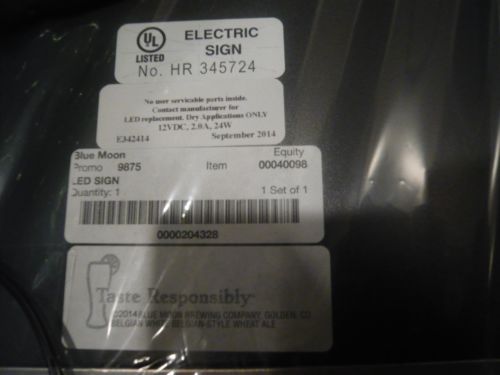 UL
LISTED
ELECTRIC
SIGN
No. HR 345724
No user servicable parts inside.
Contact manufacturer for
LED replacement. Dry Applications ONLY
12VDC, 2.0A, 24W
E342414 September 2014
Blue Moon Equity
Promo 9875 Item 00040098
LED SIGN
Quantity: 1 1 Set of 1
0000204328
Taste Responsibly
©2014 BLUE MOON BREWING COMPANY, GOLDEN, CO
BELGIAN WHITE BELGIAN-STYLE WHEAT ALE